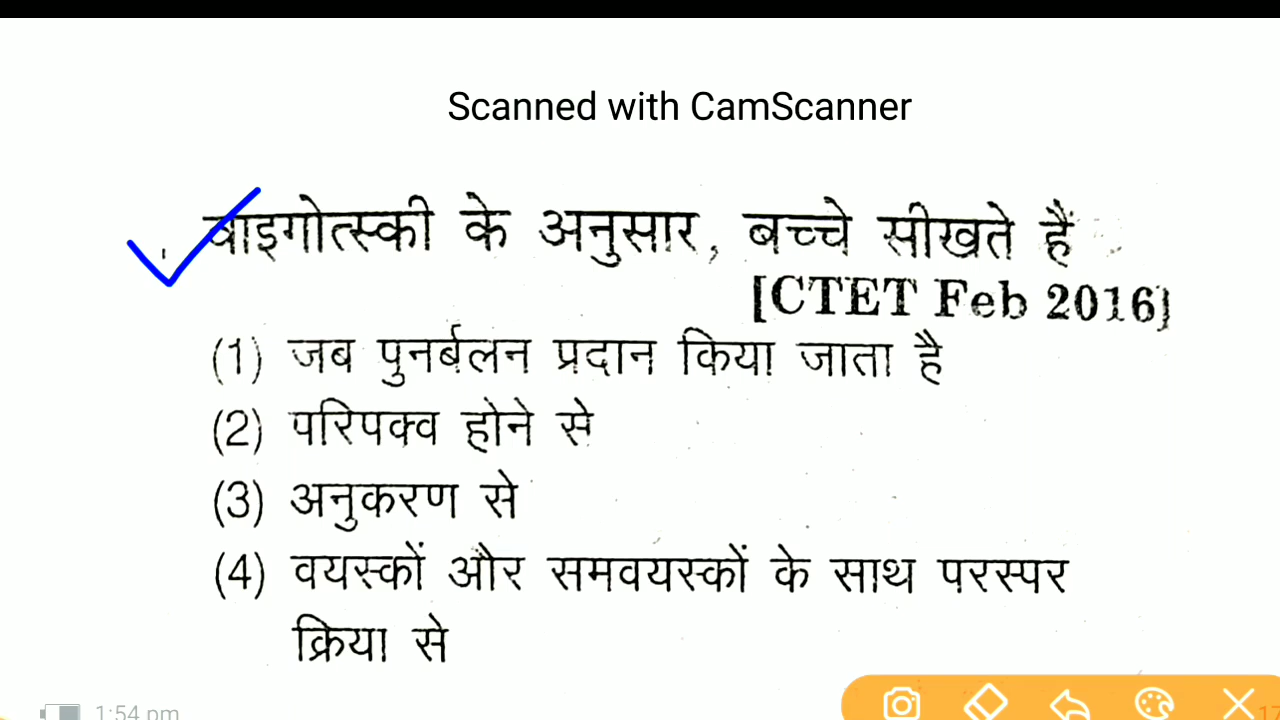 Scanned with CamScanner
वाइगोत्स्की के अनुसार, बच्चे सीखते हैं
[CTET Feb 2016]
(1) जब पुनर्बलन प्रदान किया जाता है
(2) परिपक्व होने से
(3) अनुकरण से
(4) वयस्कों और समवयस्कों के साथ परस्पर
क्रिया से
1:54 pm
17